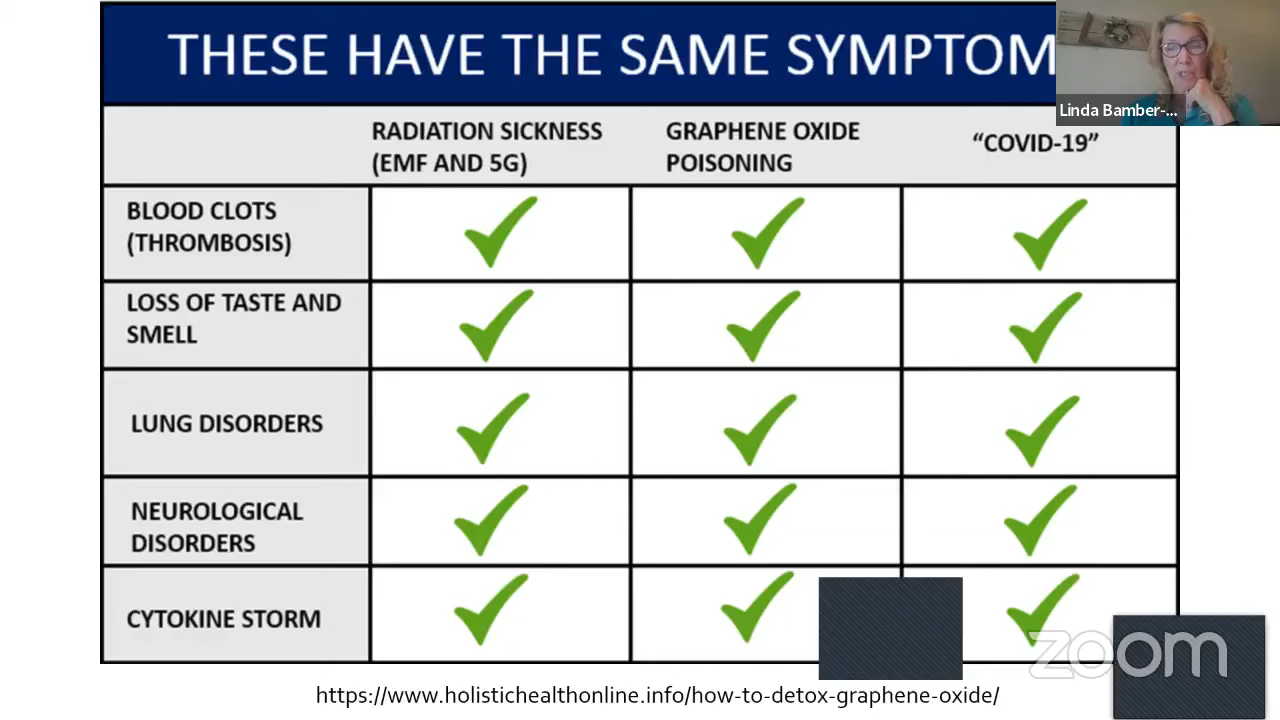 THESE HAVE THE SAME SYMPTOM
Linda Bamber-...
RADIATION SICKNESS
(EMF AND 5G)
GRAPHENE OXIDE
POISONING
“COVID-19”
BLOOD CLOTS
(THROMBOSIS)
LOSS OF TASTE AND
SMELL
LUNG DISORDERS
NEUROLOGICAL
DISORDERS
CYTOKINE STORM
zoom
https://www.holistichealthonline.info/how-to-detox-graphene-oxide/